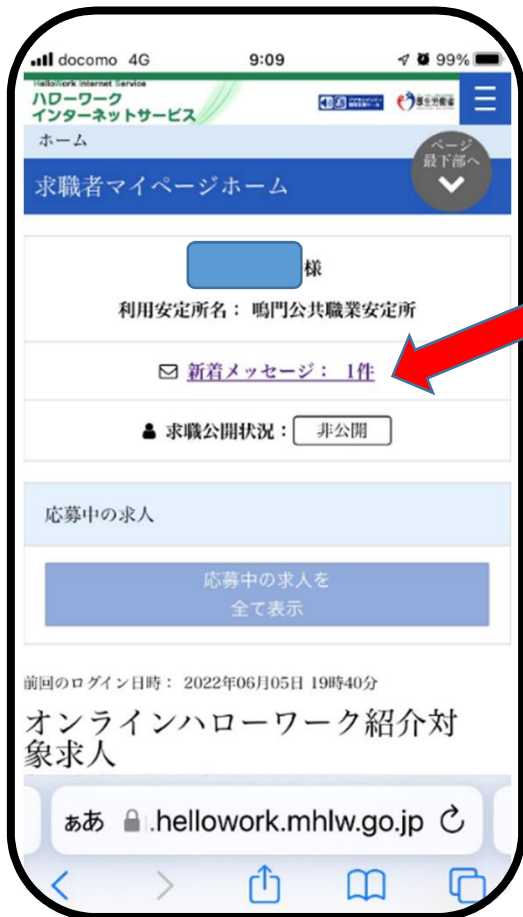 docomo 4G 9:09 99%
HelloWork Internet Service
ハローワーク
インターネットサービス
厚生労働省
ホーム
ページ
最下部へ
求職者マイページホーム
様
利用安定所名: 鳴門公共職業安定所
新着メッセージ: 1件
求職公開状況: 非公開
応募中の求人
応募中の求人を
全て表示
前回のログイン日時: 2022年06月05日 19時40分
オンラインハローワーク紹介対
象求人
ぁあ .hellowork.mhlw.go.jp